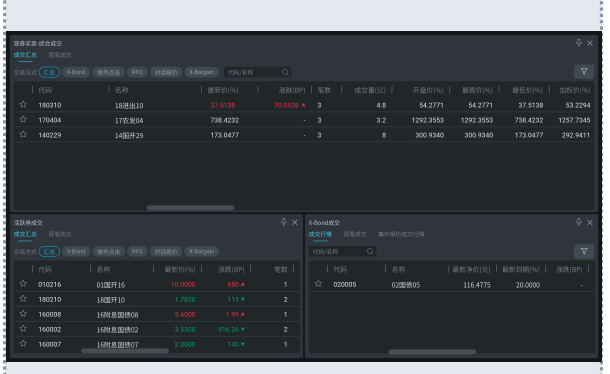 现券买卖-综合成交
成交汇总 逐笔成交
交易方式 汇总 X-Bond 做市点击 RFQ 对话报价 X-Bargain 代码/名称
代码 名称 最新价(%) 涨跌(BP) 笔数 成交量(亿) 开盘价(%) 最高价(%) 最低价(%) 加权价(%)
180310 18进出10 37.5138 70.0538 ▲ 3 4.8 54.2771 54.2771 37.5138 53.2294
170404 17农发04 738.4232 - 3 3.2 1292.3553 1292.3553 738.4232 1257.7345
140229 14国开29 173.0477 - 3 8 300.9340 300.9340 173.0477 292.9411
活跃券成交
成交汇总 逐笔成交
交易方式 汇总 X-Bond 做市点击 RFQ 对话报价 X-Bargain
代码 名称 最新价(%) 涨跌(BP) 笔数
010216 01国开16 10.0000 850 ▲ 1
180210 18国开10 1.7820 119 ▼ 2
160008 16附息国债08 3.6000 1.99 ▲ 1
160002 16附息国债02 3.5300 916.26 ▼ 2
160007 16附息国债07 2.0000 140 ▼ 1
X-Bond成交
成交行情 逐笔成交 集中报价成交行情
代码/名称
代码 名称 最新净价(元) 最新到期(%) 涨跌(BP)
020005 02国债05 116.4775 20.0000 -